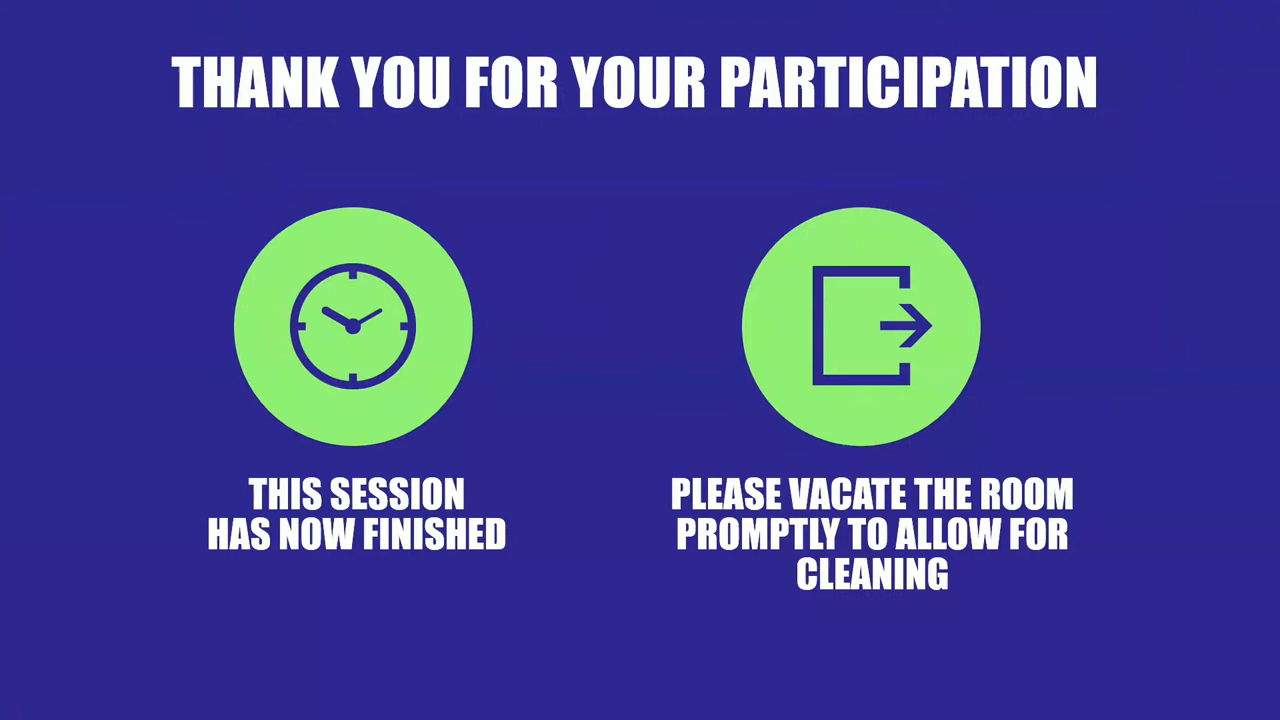 THANK YOU FOR YOUR PARTICIPATION
THIS SESSION
HAS NOW FINISHED
PLEASE VACATE THE ROOM
PROMPTLY TO ALLOW FOR
CLEANING